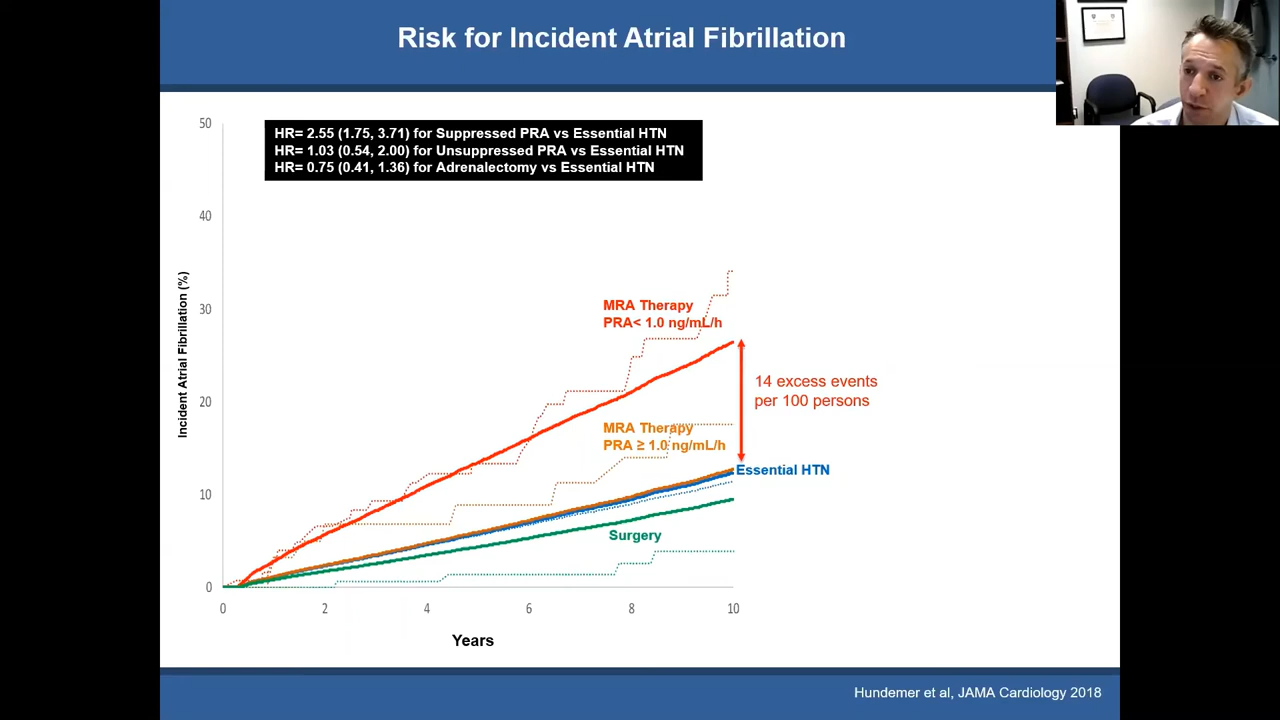 Risk for Incident Atrial Fibrillation
HR= 2.55 (1.75, 3.71) for Suppressed PRA vs Essential HTN
HR= 1.03 (0.54, 2.00) for Unsuppressed PRA vs Essential HTN
HR= 0.75 (0.41, 1.36) for Adrenalectomy vs Essential HTN
50
40
30
20
10
0
Incident Atrial Fibrillation (%)
MRA Therapy
PRA< 1.0 ng/mL/h
14 excess events
per 100 persons
MRA Therapy
PRA ≥ 1.0 ng/mL/h
Essential HTN
Surgery
0 2 4 6 8 10
Years
Hundemer et al, JAMA Cardiology 2018